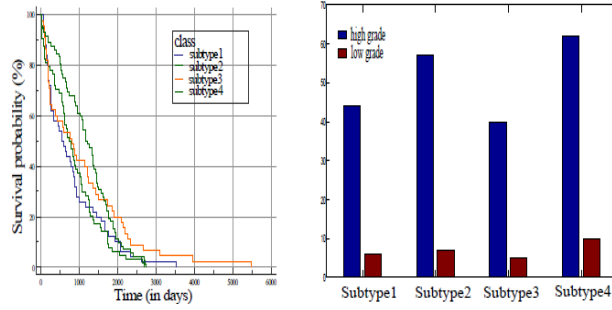 class
subtype1
subtype2
subtype3
subtype4
Survival probability (%)
100
80
60
40
20
0
0 1000 2000 3000 4000 5000 6000
Time (in days)
high grade
low grade
70
60
50
40
30
20
10
0
Subtype1 Subtype2 Subtype3 Subtype4